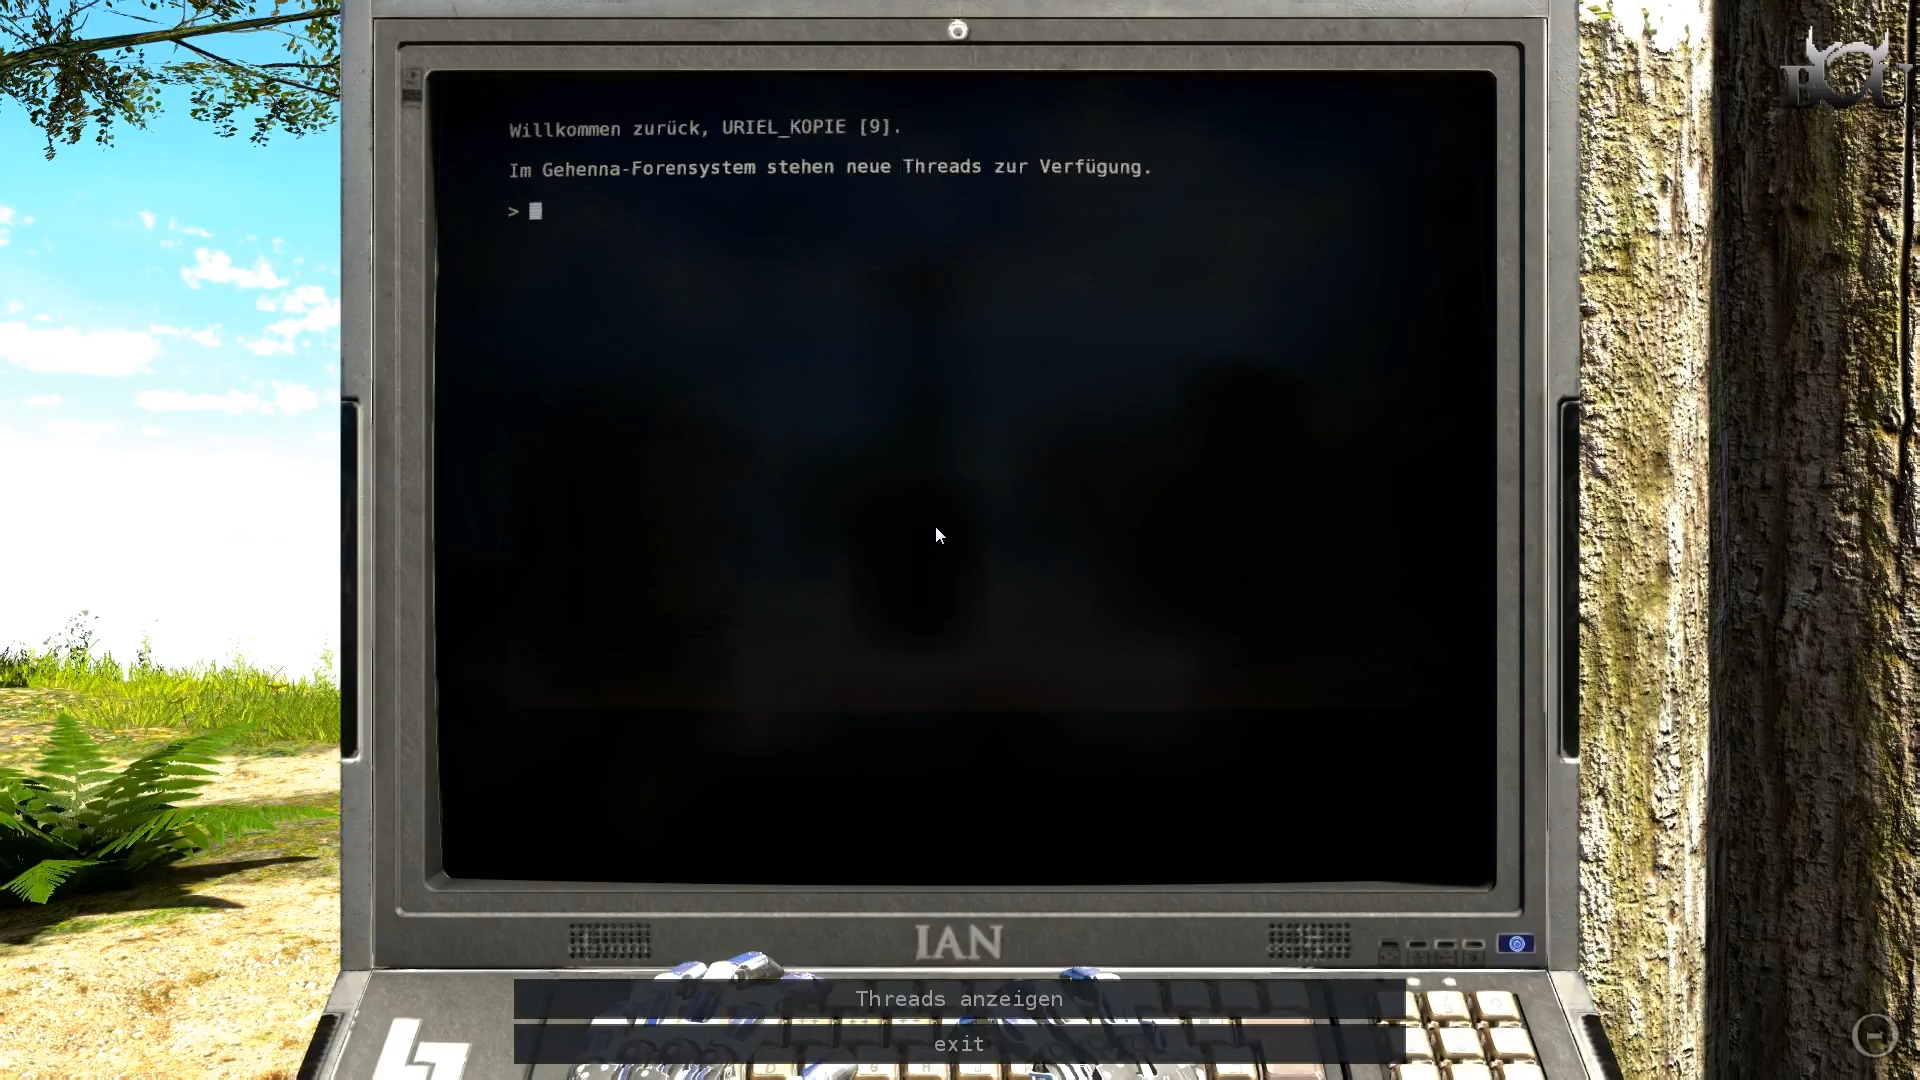 Willkommen zurück, URIEL_KOPIE [9].
Im Gehenna-Forensystem stehen neue Threads zur Verfügung.
>
IAN
Threads anzeigen
exit